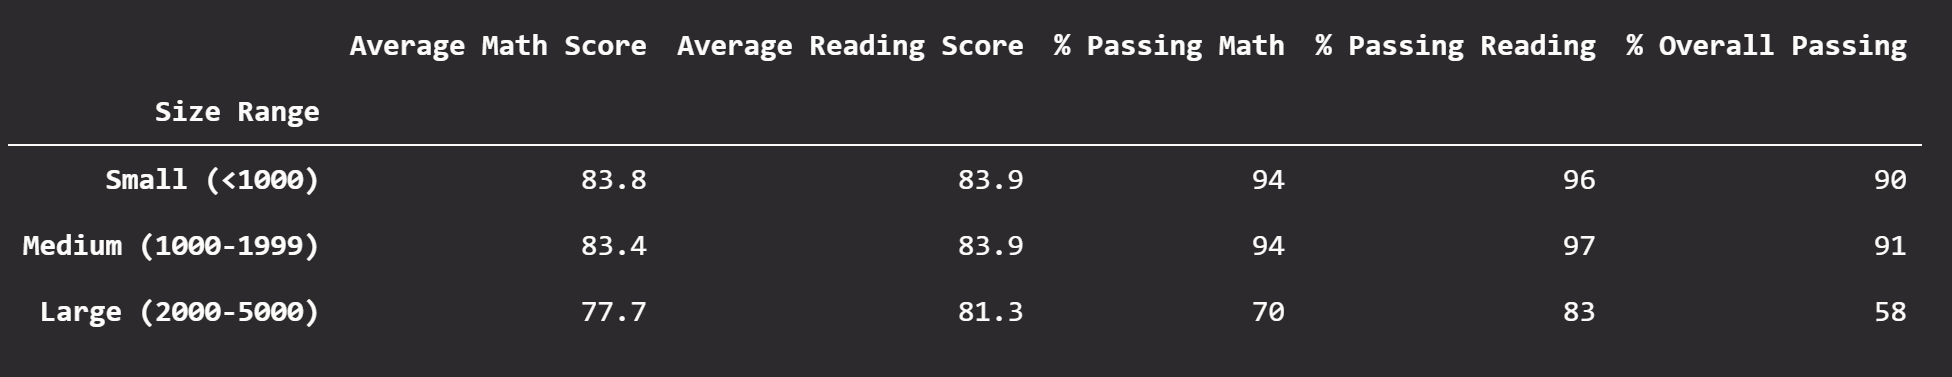 Average Math Score Average Reading Score % Passing Math % Passing Reading % Overall Passing
Size Range
Small (<1000) 83.8 83.9 94 96 90
Medium (1000-1999) 83.4 83.9 94 97 91
Large (2000-5000) 77.7 81.3 70 83 58